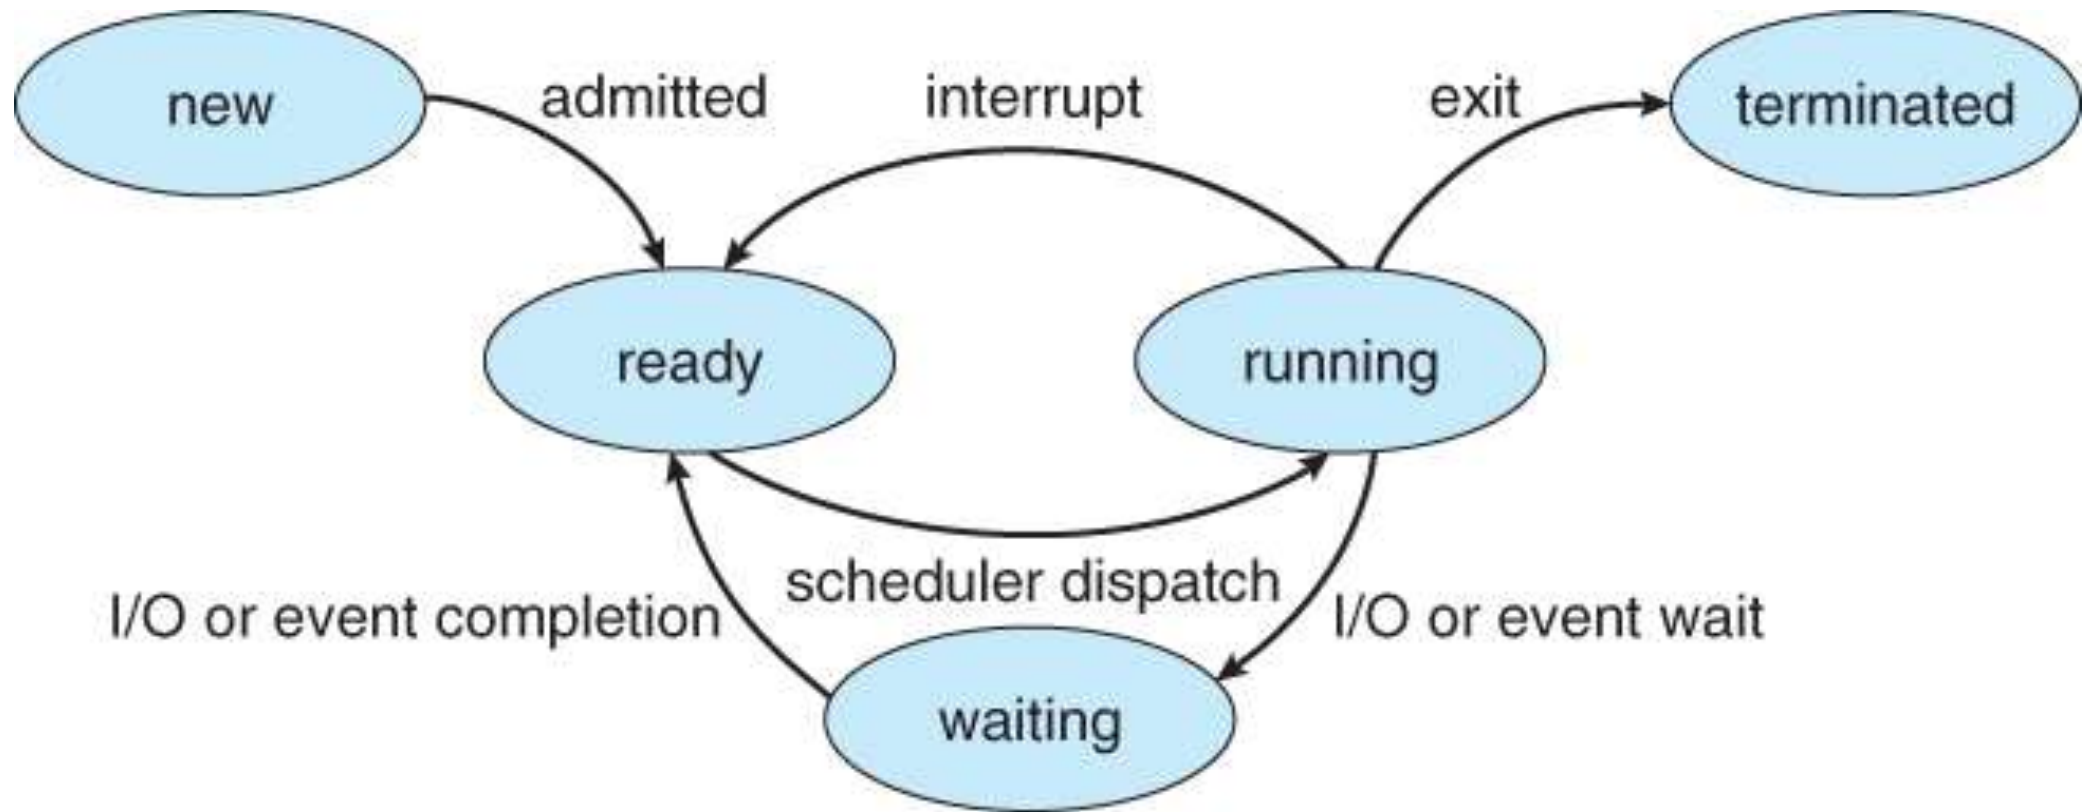 new
admitted
interrupt
exit
terminated
ready
running
scheduler dispatch
I/O or event completion
I/O or event wait
waiting